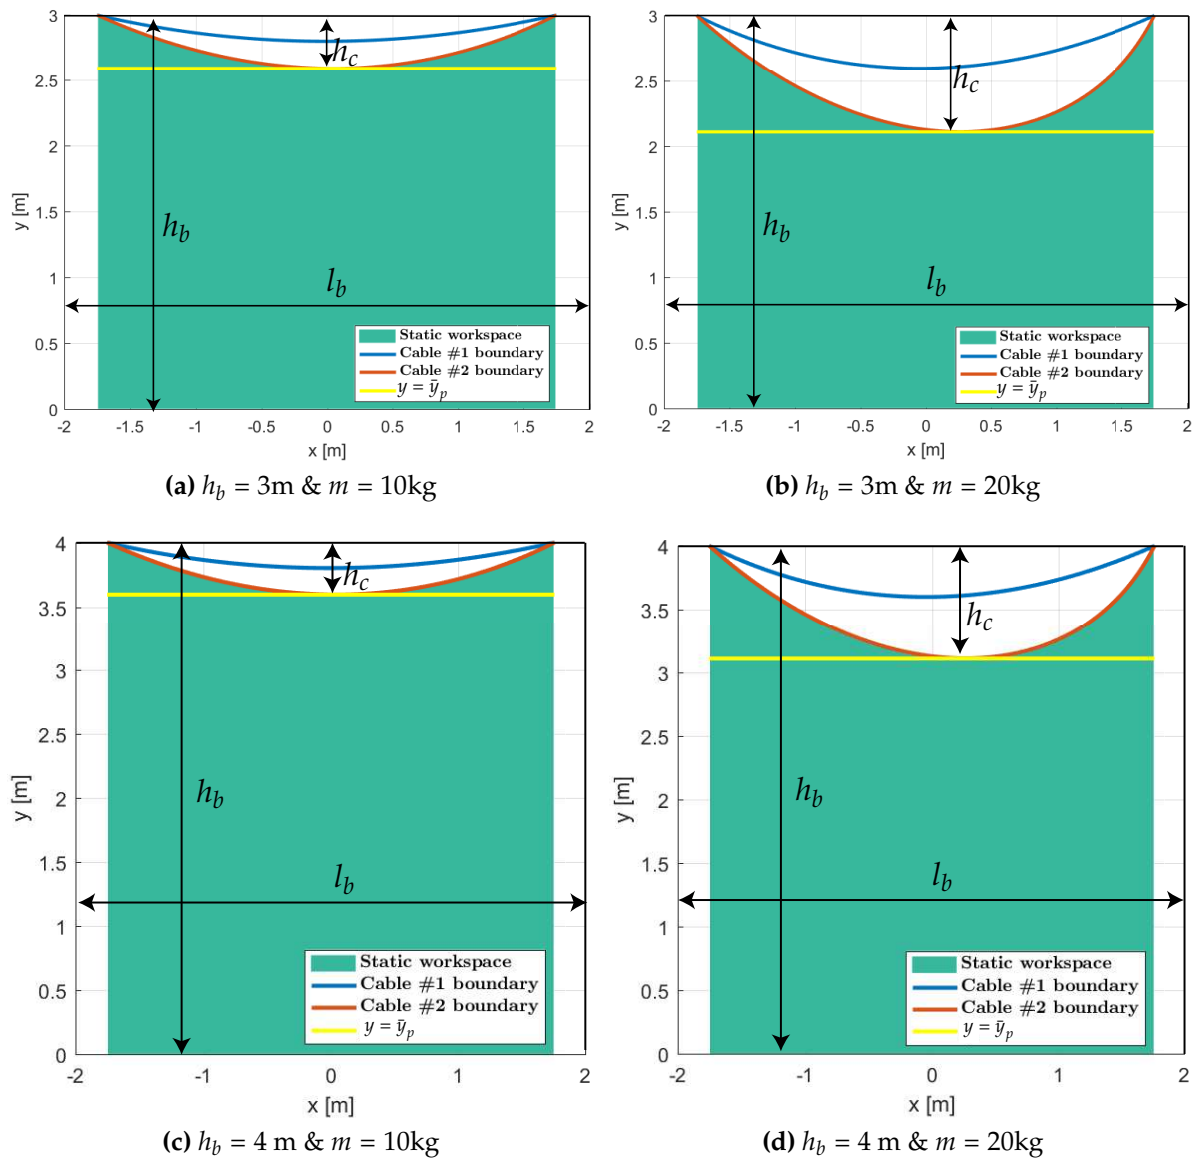 3
2.5
2
1.5
1
0.5
0
y [m]
-2
-1.5
-1
-0.5
0
0.5
1
1.5
2
x [m]
h_c
h_b
l_b
Static workspace
Cable #1 boundary
Cable #2 boundary
y = ȳ_p
(a) h_b = 3m & m = 10kg
3
2.5
2
1.5
1
0.5
0
y [m]
-2
-1.5
-1
-0.5
0
0.5
1
1.5
2
x [m]
h_c
h_b
l_b
Static workspace
Cable #1 boundary
Cable #2 boundary
y = ȳ_p
(b) h_b = 3m & m = 20kg
4
3.5
3
2.5
2
1.5
1
0.5
0
y [m]
-2
-1
0
1
2
x [m]
h_c
h_b
l_b
Static workspace
Cable #1 boundary
Cable #2 boundary
y = ȳ_p
(c) h_b = 4 m & m = 10kg
4
3.5
3
2.5
2
1.5
1
0.5
0
y [m]
-2
-1
0
1
2
x [m]
h_c
h_b
l_b
Static workspace
Cable #1 boundary
Cable #2 boundary
y = ȳ_p
(d) h_b = 4 m & m = 20kg